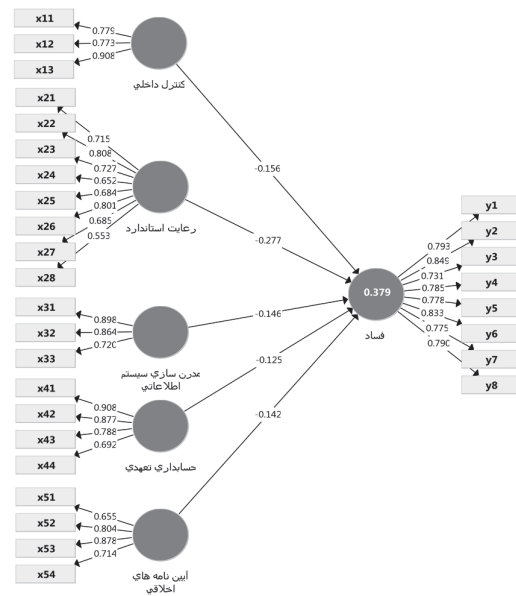 x11
x12
x13
0.779
0.773
0.908
كنترل داخلي
x21
x22
x23
x24
x25
x26
x27
x28
0.715
0.808
0.727
0.652
0.684
0.801
0.685
0.553
رعايت استاندارد
x31
x32
x33
0.898
0.864
0.720
مدرن سازي سيستم
اطلاعاتي
x41
x42
x43
x44
0.908
0.877
0.788
0.692
حسابداري تعهدي
x51
x52
x53
x54
0.655
0.804
0.878
0.714
آيين نامه هاي
اخلاقي
-0.156
-0.277
-0.146
-0.125
-0.142
0.379
فساد
0.793
0.849
0.731
0.785
0.778
0.833
0.775
0.790
y1
y2
y3
y4
y5
y6
y7
y8